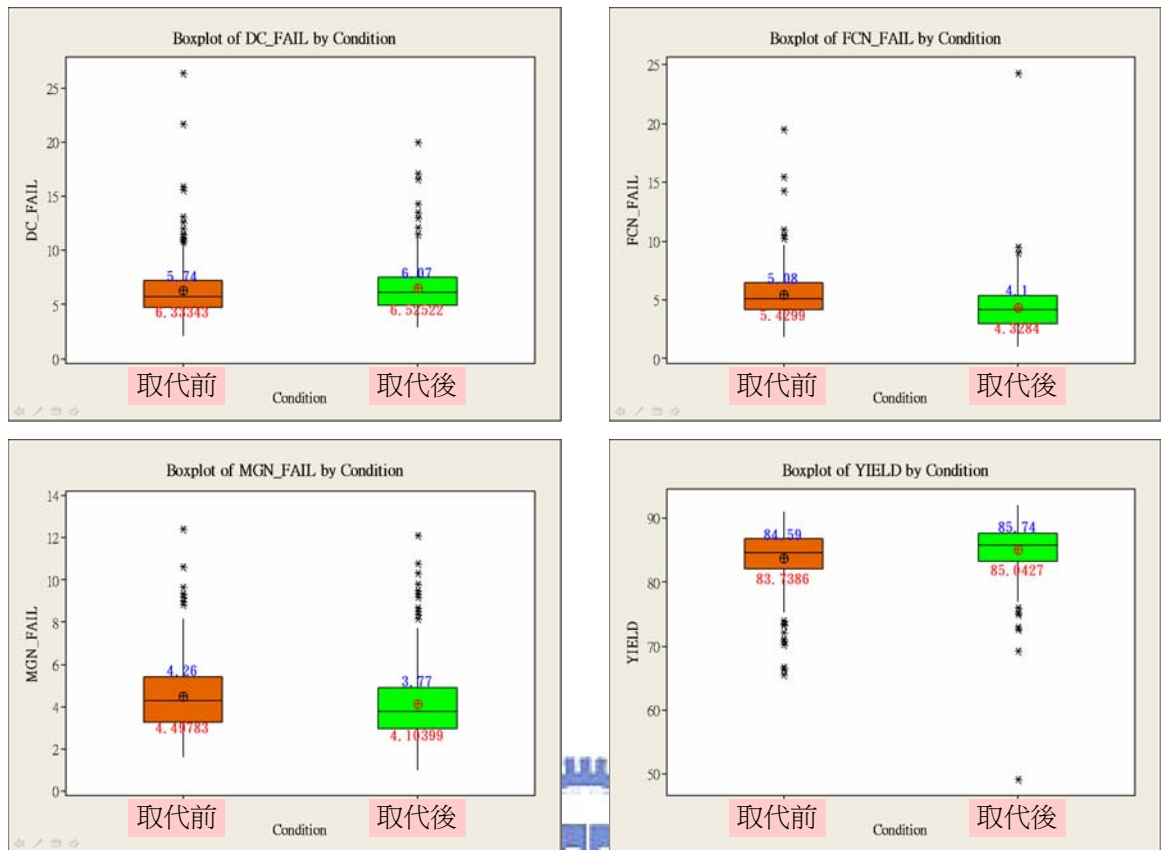 Boxplot of DC_FAIL by Condition
25
20
15
10
5
0
DC_FAIL
5.74
6.33343
6.07
6.52522
取代前
取代後
Condition
Boxplot of FCN_FAIL by Condition
25
20
15
10
5
0
FCN_FAIL
5.08
5.4299
4.1
4.3284
取代前
取代後
Condition
Boxplot of MGN_FAIL by Condition
14
12
10
8
6
4
2
0
MGN_FAIL
4.26
4.49783
3.77
4.10399
取代前
取代後
Condition
Boxplot of YIELD by Condition
90
80
70
60
50
YIELD
84.59
83.7386
85.74
85.0427
取代前
取代後
Condition